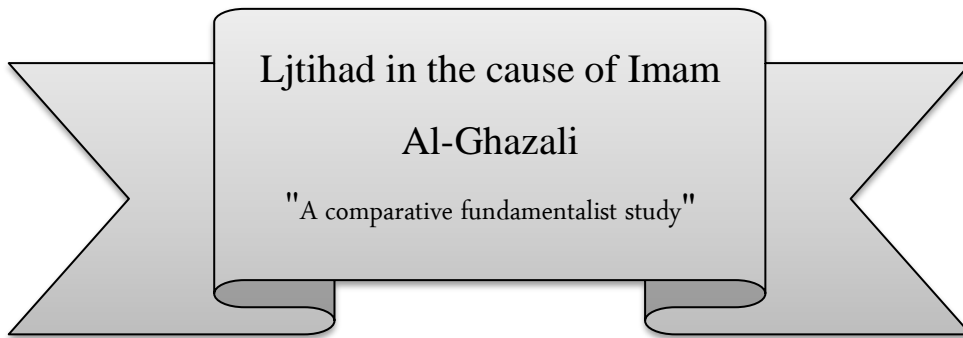 Ljtihad in the cause of Imam
Al-Ghazali
"A comparative fundamentalist study"